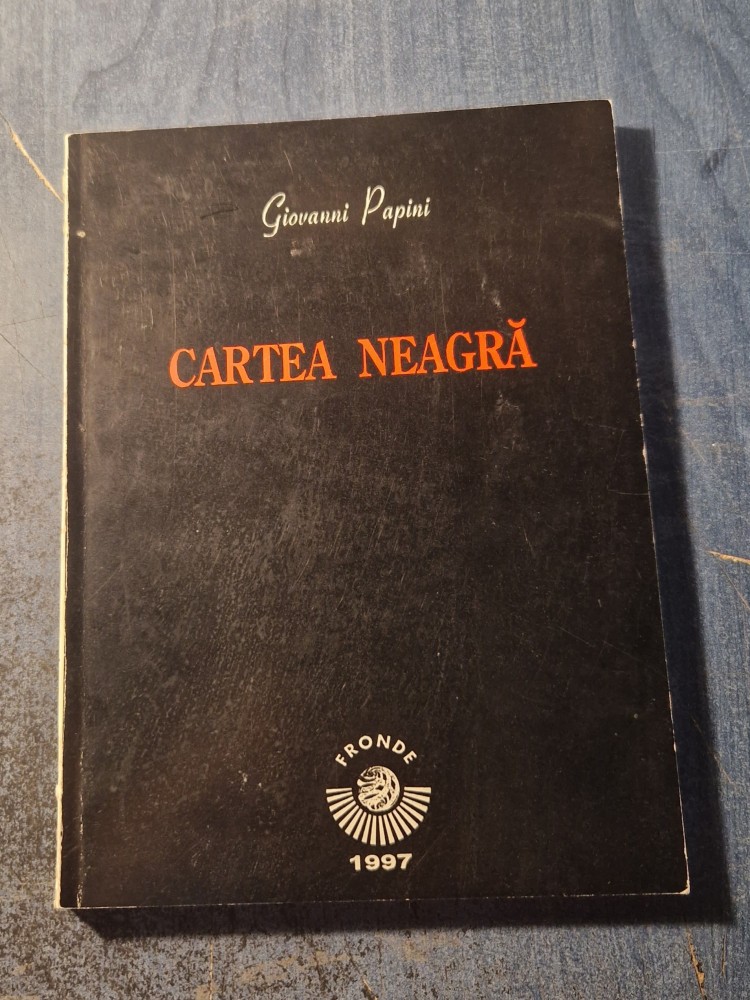 Giovanni Papini
CARTEA NEAGRĂ
FRONDE
1997